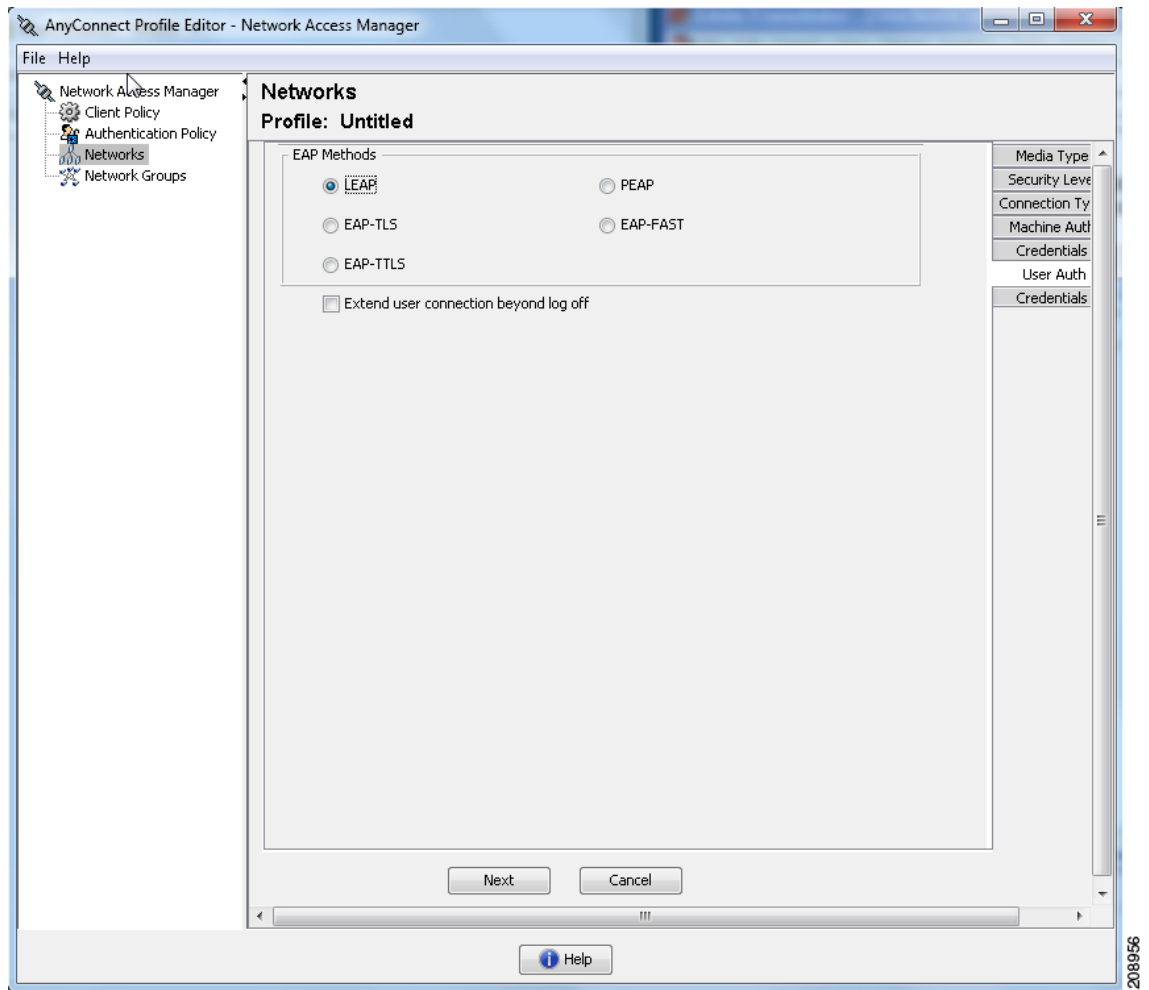 AnyConnect Profile Editor - Network Access Manager
File Help
Network Access Manager
Client Policy
Authentication Policy
Networks
Network Groups
Networks
Profile: Untitled
EAP Methods
LEAP
PEAP
EAP-TLS
EAP-FAST
EAP-TTLS
Extend user connection beyond log off
Media Type
Security Leve
Connection Ty
Machine Auth
Credentials
User Auth
Credentials
Next
Cancel
Help
208956